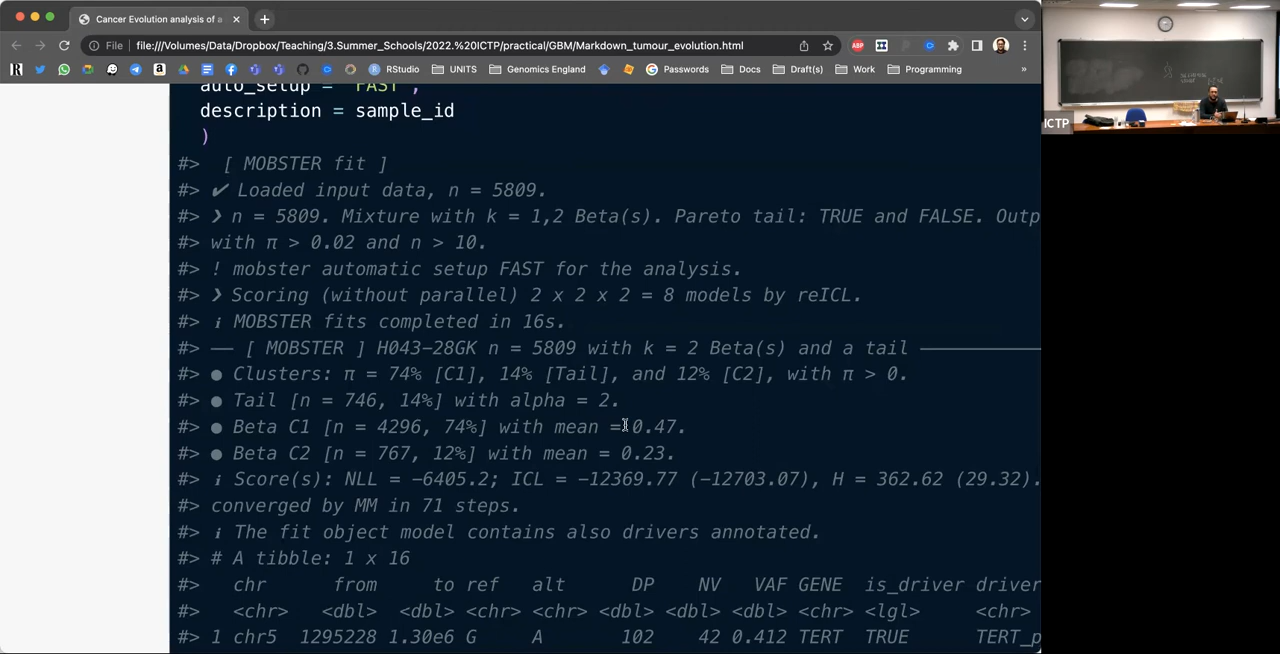 Cancer Evolution analysis of a
File file:///Volumes/Data/Dropbox/Teaching/3.Summer_Schools/2022.%20ICTP/practical/GBM/Markdown_tumour_evolution.md.html
RStudio UNITS Genomics England Passwords Docs Draft(s) Work Programming »
auto_setup = "FAST",
description = sample_id
)
#> [ MOBSTER fit ]
#> ✔ Loaded input data, n = 5809.
#> ❯ n = 5809. Mixture with k = 1,2 Beta(s). Pareto tail: TRUE and FALSE. Outp
#> with π > 0.02 and n > 10.
#> ! mobster automatic setup FAST for the analysis.
#> ❯ Scoring (without parallel) 2 x 2 x 2 = 8 models by reICL.
#> ℹ MOBSTER fits completed in 16s.
#> ── [ MOBSTER ] H043-28GK n = 5809 with k = 2 Beta(s) and a tail ──────────
#> ● Clusters: π = 74% [C1], 14% [Tail], and 12% [C2], with π > 0.
#> ● Tail [n = 746, 14%] with alpha = 2.
#> ● Beta C1 [n = 4296, 74%] with mean = 0.47.
#> ● Beta C2 [n = 767, 12%] with mean = 0.23.
#> ℹ Score(s): NLL = -6405.2; ICL = -12369.77 (-12703.07), H = 362.62 (29.32).
#> converged by MM in 71 steps.
#> ℹ The fit object model contains also drivers annotated.
#> # A tibble: 1 x 16
#> chr from to ref alt DP NV VAF GENE is_driver driver
#> <chr> <dbl> <dbl> <chr> <chr> <dbl> <dbl> <dbl> <chr> <lgl> <chr>
#> 1 chr5 1295228 1.30e6 G A 102 42 0.412 TERT TRUE TERT_p
ICTP